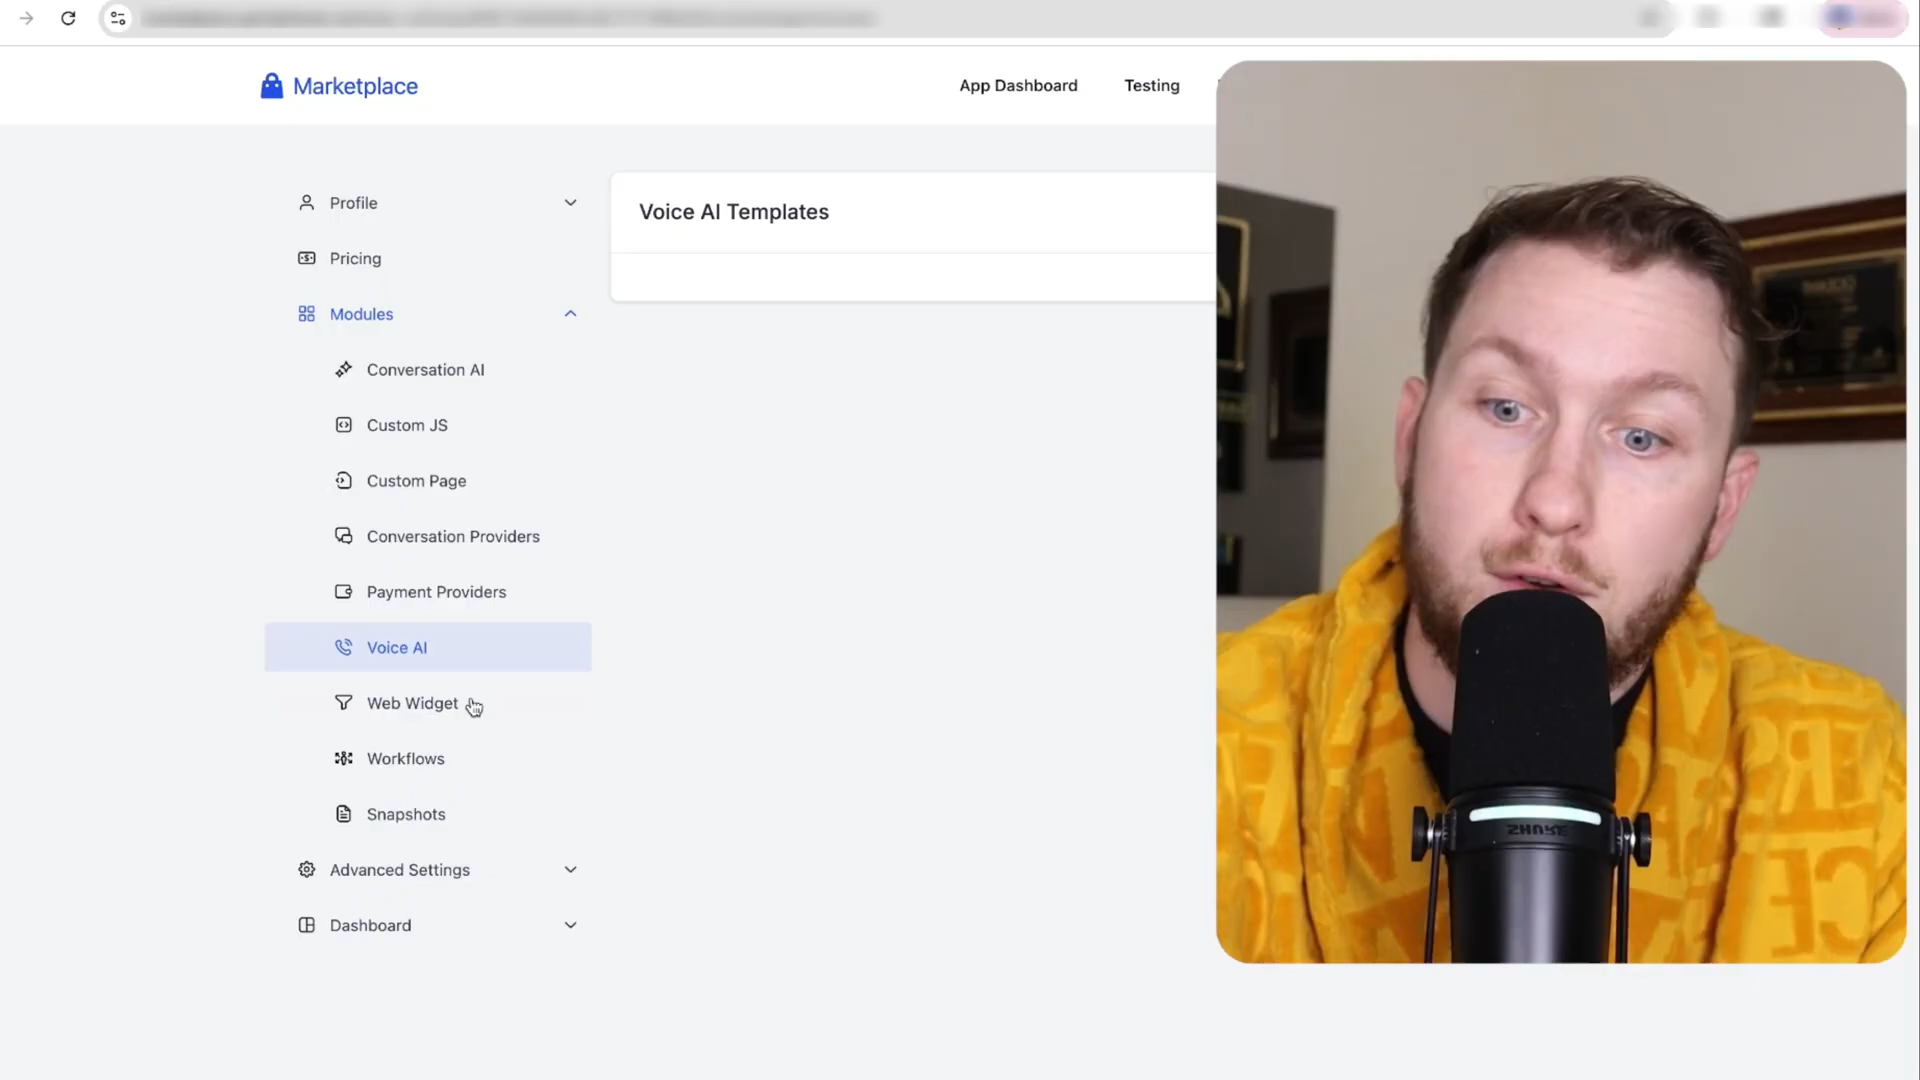 Marketplace
App Dashboard
Testing
Profile
Pricing
Modules
Conversation AI
Custom JS
Custom Page
Conversation Providers
Payment Providers
Voice AI
Web Widget
Workflows
Snapshots
Advanced Settings
Dashboard
Voice AI Templates
SHURE